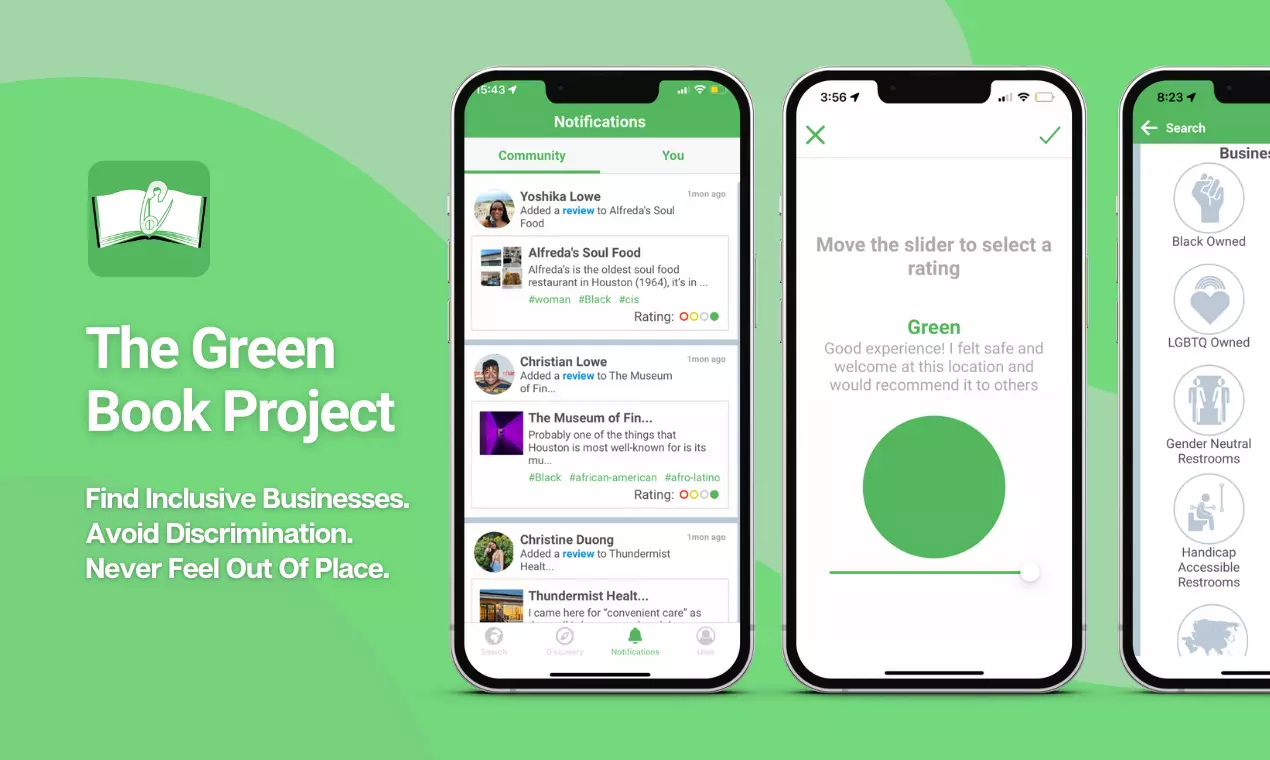 The Green
Book Project
Find Inclusive Businesses.
Avoid Discrimination.
Never Feel Out Of Place.
15:43
Notifications
Community
You
Yoshika Lowe
1mon ago
Added a review to Alfreda's Soul
Food
Alfreda's Soul Food
Alfreda's is the oldest soul food
restaurant in Houston (1964), it's in ...
#woman #Black #cis
Rating:
Christian Lowe
1mon ago
Added a review to The Museum
of Fin...
The Museum of Fin...
Probably one of the things that
Houston is most well-known for is its
mu...
#Black #african-american #afro-latino
Rating:
Christine Duong
1mon ago
Added a review to Thundermist
Healt...
Thundermist Healt...
I came here for “convenient care” as
Search
Discovery
Notifications
User
3:56
Move the slider to select a
rating
Green
Good experience! I felt safe and
welcome at this location and
would recommend it to others
8:23
Search
Busines
Black Owned
LGBTQ Owned
Gender Neutral
Restrooms
Handicap
Accessible
Restrooms